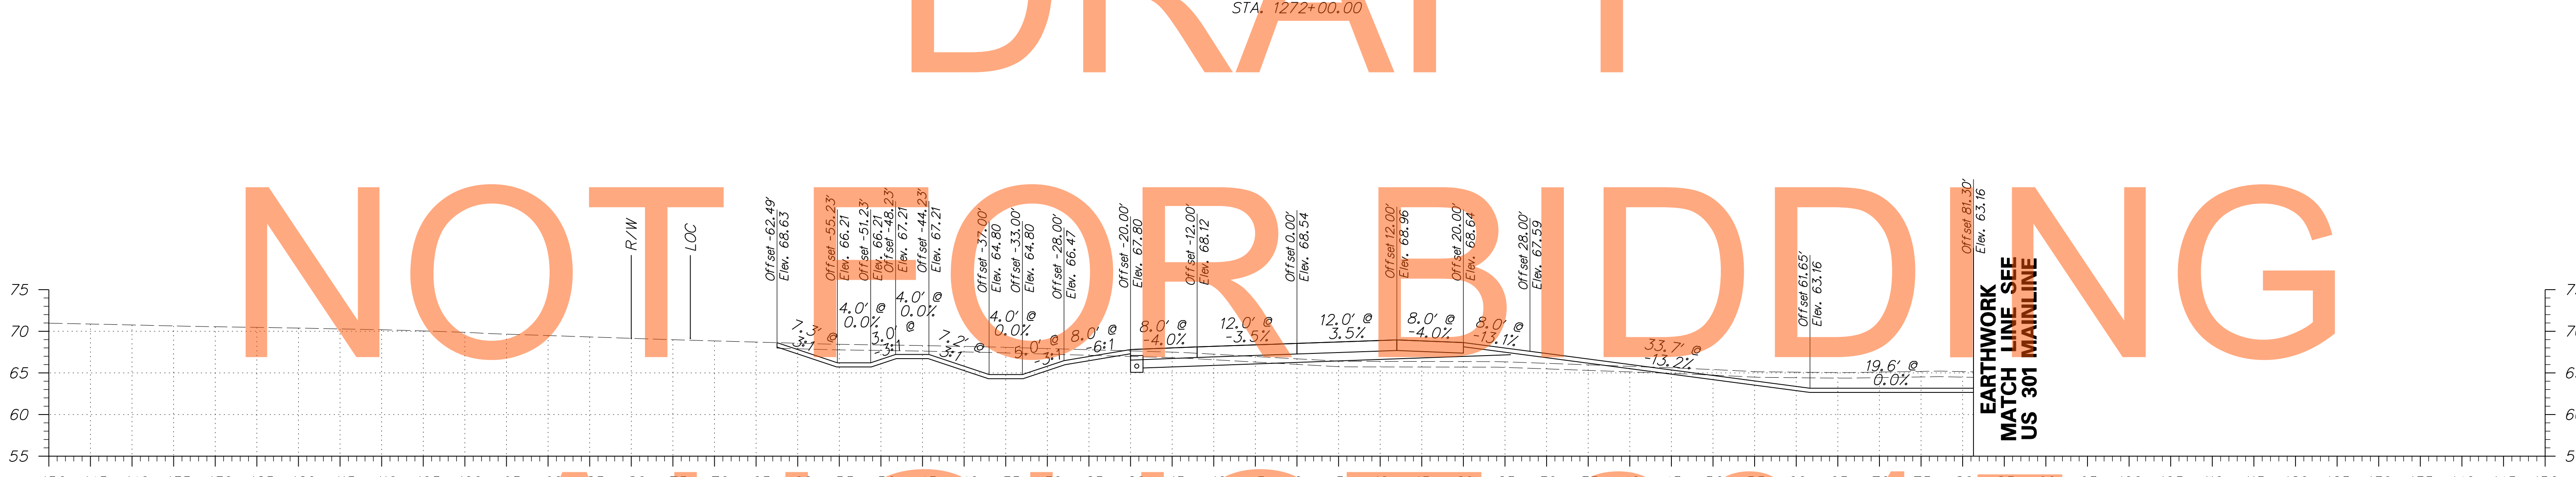 DRAFT
STA. 1272+00.00
NOT FOR BIDDING
R/W
LOC
Offset -62.49'
Elev. 68.63
Offset -55.23'
Elev. 66.21
Offset -51.23'
Elev. 66.21
Offset -48.23'
Elev. 67.21
Offset -44.23'
Elev. 67.21
Offset -37.00'
Elev. 64.80
Offset -33.00'
Elev. 64.80
Offset -28.00'
Elev. 66.47
Offset -20.00'
Elev. 67.80
Offset -12.00'
Elev. 68.12
Offset 0.00'
Elev. 68.54
Offset 12.00'
Elev. 68.96
Offset 20.00'
Elev. 68.64
Offset 28.00'
Elev. 67.59
Offset 61.65'
Elev. 63.16
Offset 81.30'
Elev. 63.16
7.3' @
3:1
4.0' @
0.0%
3.0' @
-3:1
4.0' @
0.0%
7.2' @
3:1
4.0' @
0.0%
5.0' @
-3:1
8.0' @
-6:1
8.0' @
-4.0%
12.0' @
-3.5%
12.0' @
3.5%
8.0' @
-4.0%
8.0' @
-13.1%
33.7' @
-13.2%
19.6' @
0.0%
EARTHWORK
MATCH LINE SEE
US 301 MAINLINE
75
70
65
60
55